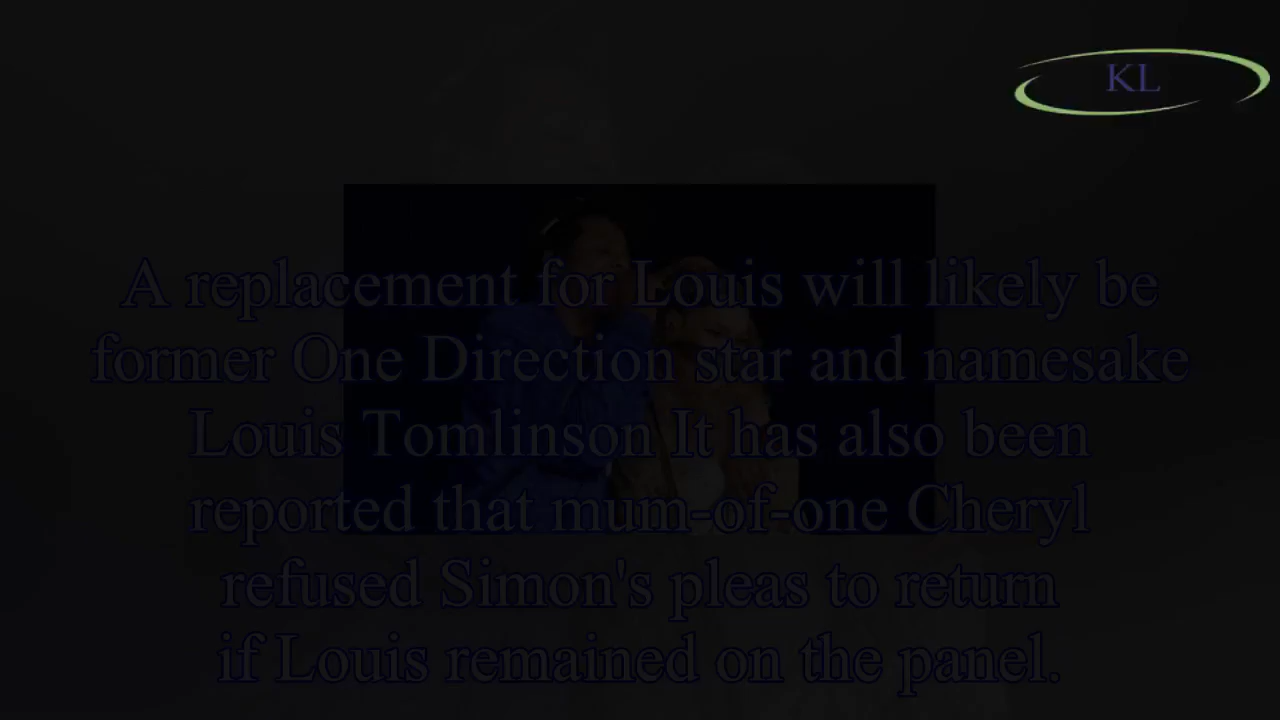 KL
A replacement for Louis will likely be
former One Direction star and namesake
Louis Tomlinson It has also been
reported that mum-of-one Cheryl
refused Simon's pleas to return
if Louis remained on the panel.